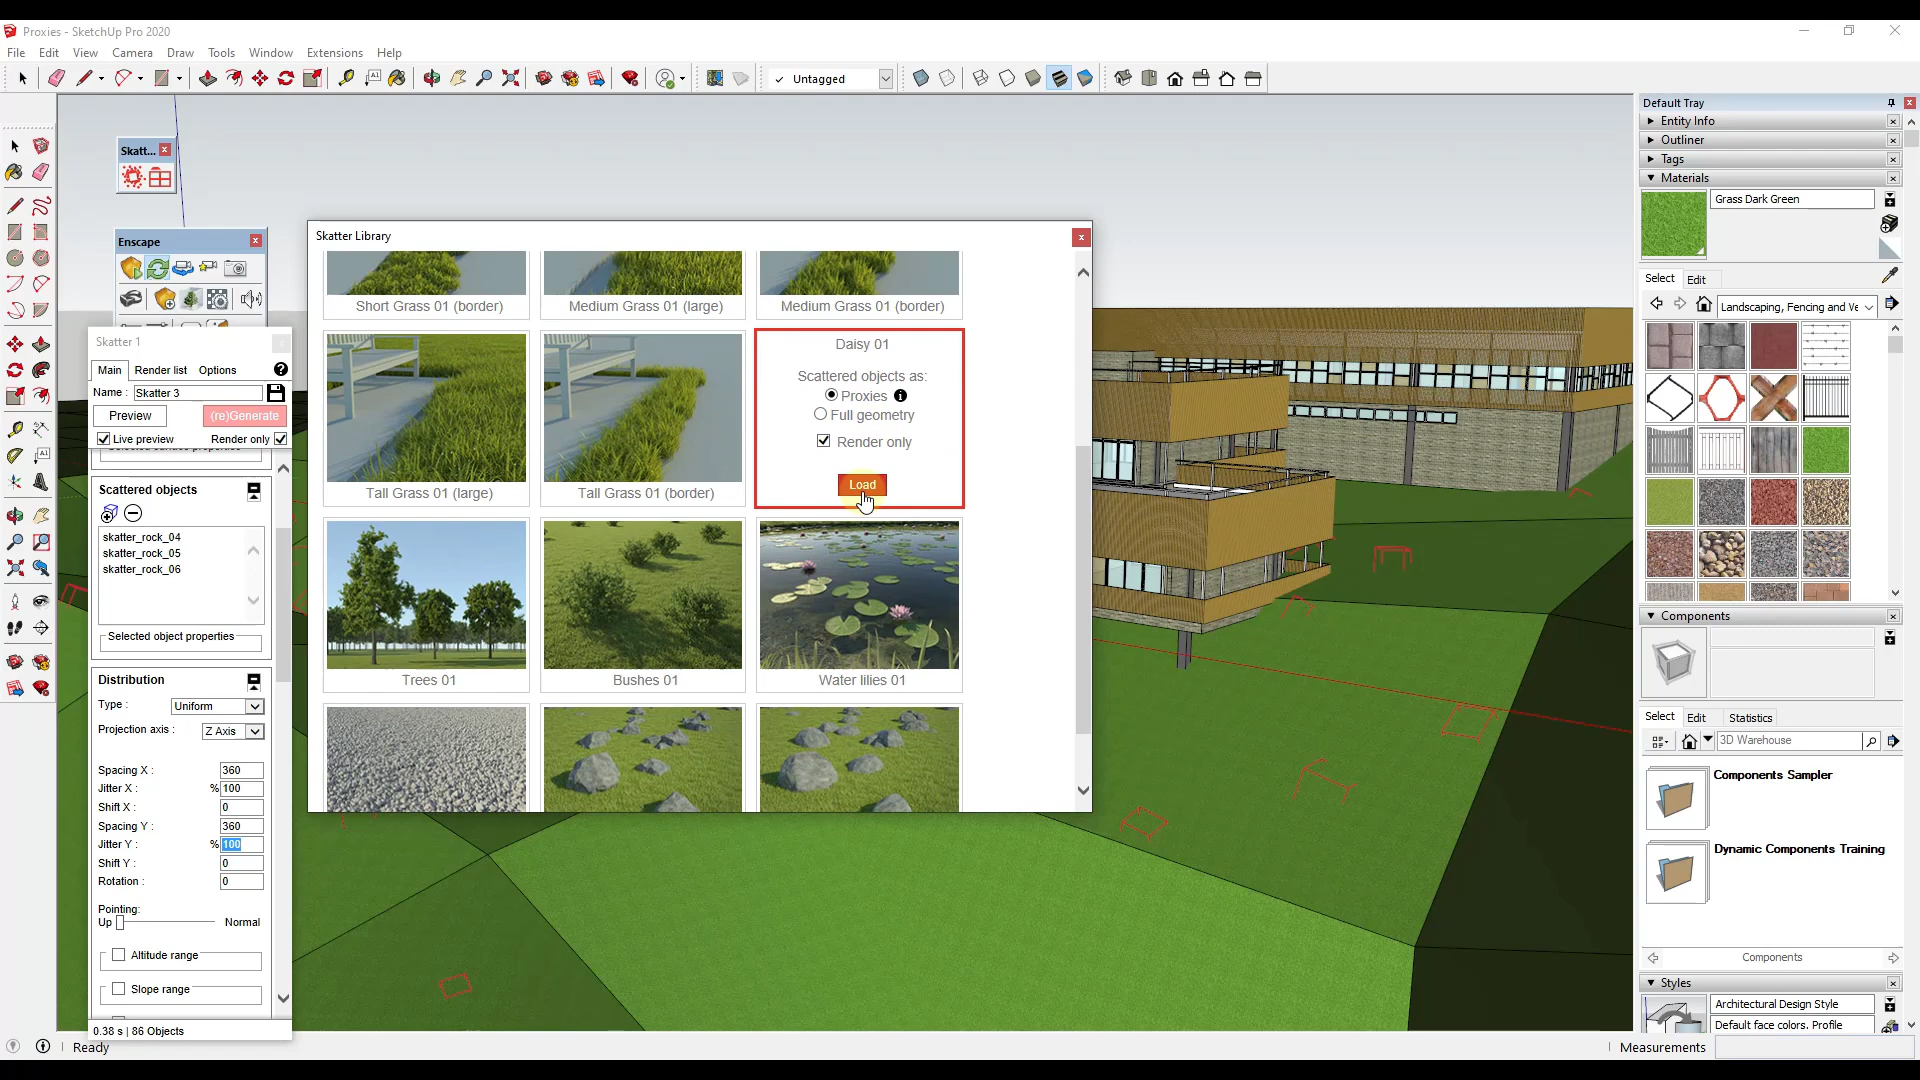 Proxies - SketchUp Pro 2020
File Edit View Camera Draw Tools Window Extensions Help
Untagged
Skatt...
Enscape
Skatter 1
Main Render list Options
Name : Skatter 3
Preview (re)Generate
Live preview Render only
Selected surface properties
Scattered objects
skatter_rock_04
skatter_rock_05
skatter_rock_06
Selected object properties
Distribution
Type : Uniform
Projection axis : Z Axis
Spacing X : 360
Jitter X : % 100
Shift X : 0
Spacing Y : 360
Jitter Y : % 100
Shift Y : 0
Rotation : 0
Pointing:
Up Normal
Altitude range
Slope range
0.38 s | 86 Objects
Ready
Skatter Library
Short Grass 01 (border) Medium Grass 01 (large) Medium Grass 01 (border)
Tall Grass 01 (large) Tall Grass 01 (border)
Daisy 01
Scattered objects as:
Proxies
Full geometry
Render only
Load
Trees 01 Bushes 01 Water lilies 01
Default Tray
Entity Info
Outliner
Tags
Materials
Grass Dark Green
Select Edit
Landscaping, Fencing and Ve
Components
Select Edit Statistics
3D Warehouse
Components Sampler
Dynamic Components Training
Components
Styles
Architectural Design Style
Default face colors. Profile
Measurements